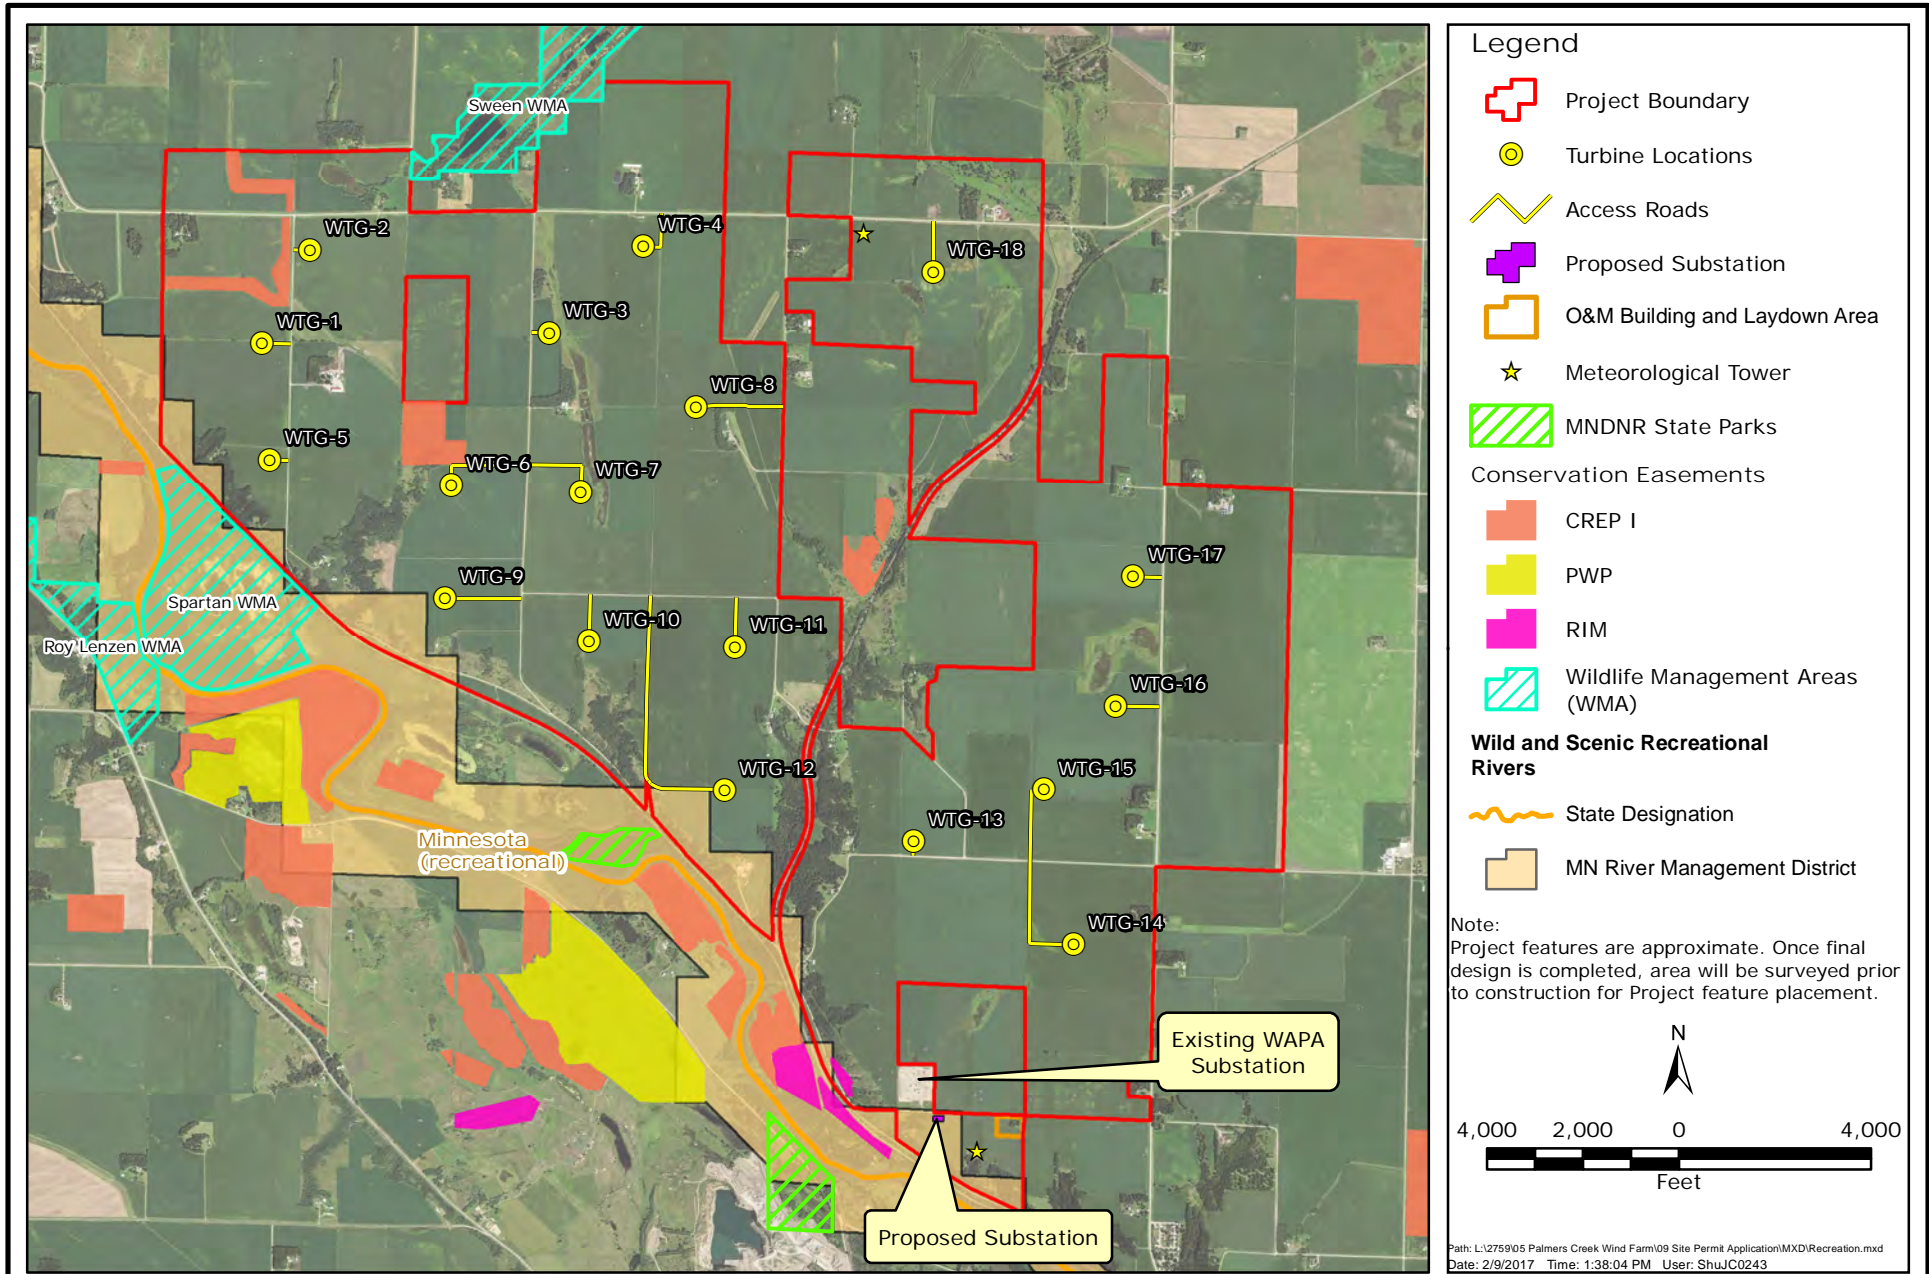 Sween WMA
WTG-2
WTG-4
WTG-18
WTG-1
WTG-3
WTG-8
WTG-5
WTG-6
WTG-7
WTG-17
WTG-9
Spartan WMA
WTG-10
WTG-11
Roy Lenzen WMA
WTG-16
WTG-12
WTG-15
WTG-13
Minnesota
(recreational)
WTG-14
Existing WAPA
Substation
Proposed Substation
Legend
Project Boundary
Turbine Locations
Access Roads
Proposed Substation
O&M Building and Laydown Area
Meteorological Tower
MNDNR State Parks
Conservation Easements
CREP I
PWP
RIM
Wildlife Management Areas
(WMA)
Wild and Scenic Recreational
Rivers
State Designation
MN River Management District
Note:
Project features are approximate. Once final
design is completed, area will be surveyed prior
to construction for Project feature placement.
N
4,000 2,000 0 4,000
Feet
Path: L:\2759\05 Palmers Creek Wind Farm\09 Site Permit Application\MXD\Recreation.mxd
Date: 2/9/2017 Time: 1:38:04 PM User: ShuJC0243